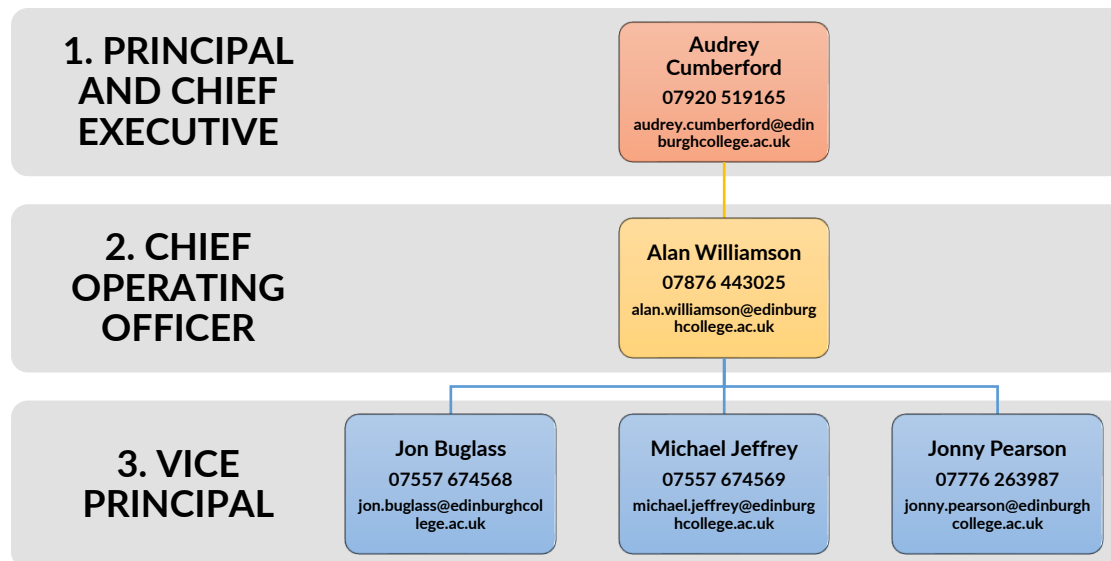 1. PRINCIPAL
AND CHIEF
EXECUTIVE
Audrey
Cumberford
07920 519165
audrey.cumberford@edin
burghcollege.ac.uk
2. CHIEF
OPERATING
OFFICER
Alan Williamson
07876 443025
alan.williamson@edinburg
hcollege.ac.uk
3. VICE
PRINCIPAL
Jon Buglass
07557 674568
jon.buglass@edinburghcol
lege.ac.uk
Michael Jeffrey
07557 674569
michael.jeffrey@edinburg
hcollege.ac.uk
Jonny Pearson
07776 263987
jonny.pearson@edinburgh
college.ac.uk